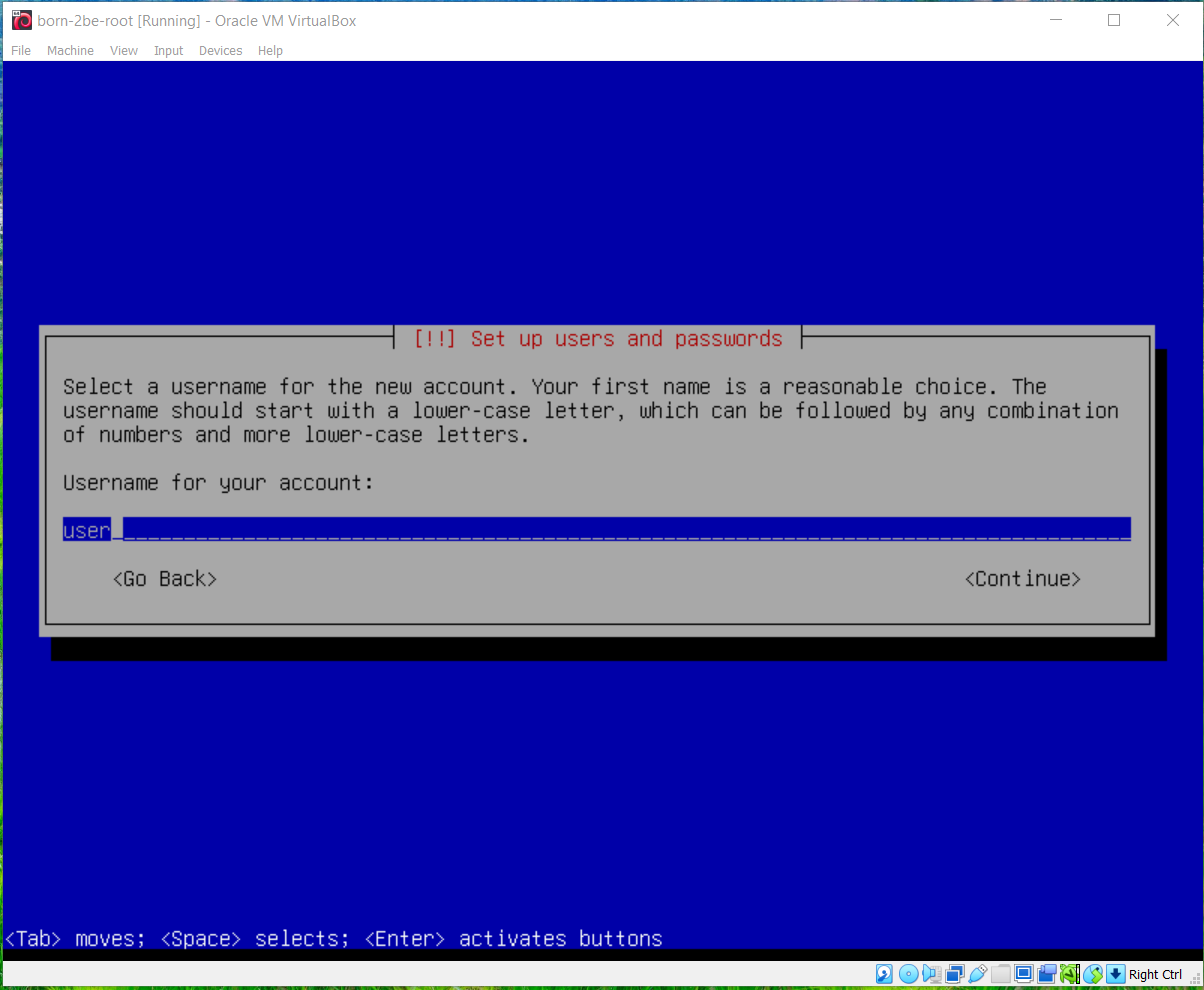 born-2be-root [Running] - Oracle VM VirtualBox
File Machine View Input Devices Help
[!!] Set up users and passwords
Select a username for the new account. Your first name is a reasonable choice. The
username should start with a lower-case letter, which can be followed by any combination
of numbers and more lower-case letters.
Username for your account:
user
<Go Back> <Continue>
<Tab> moves; <Space> selects; <Enter> activates buttons
Right Ctrl